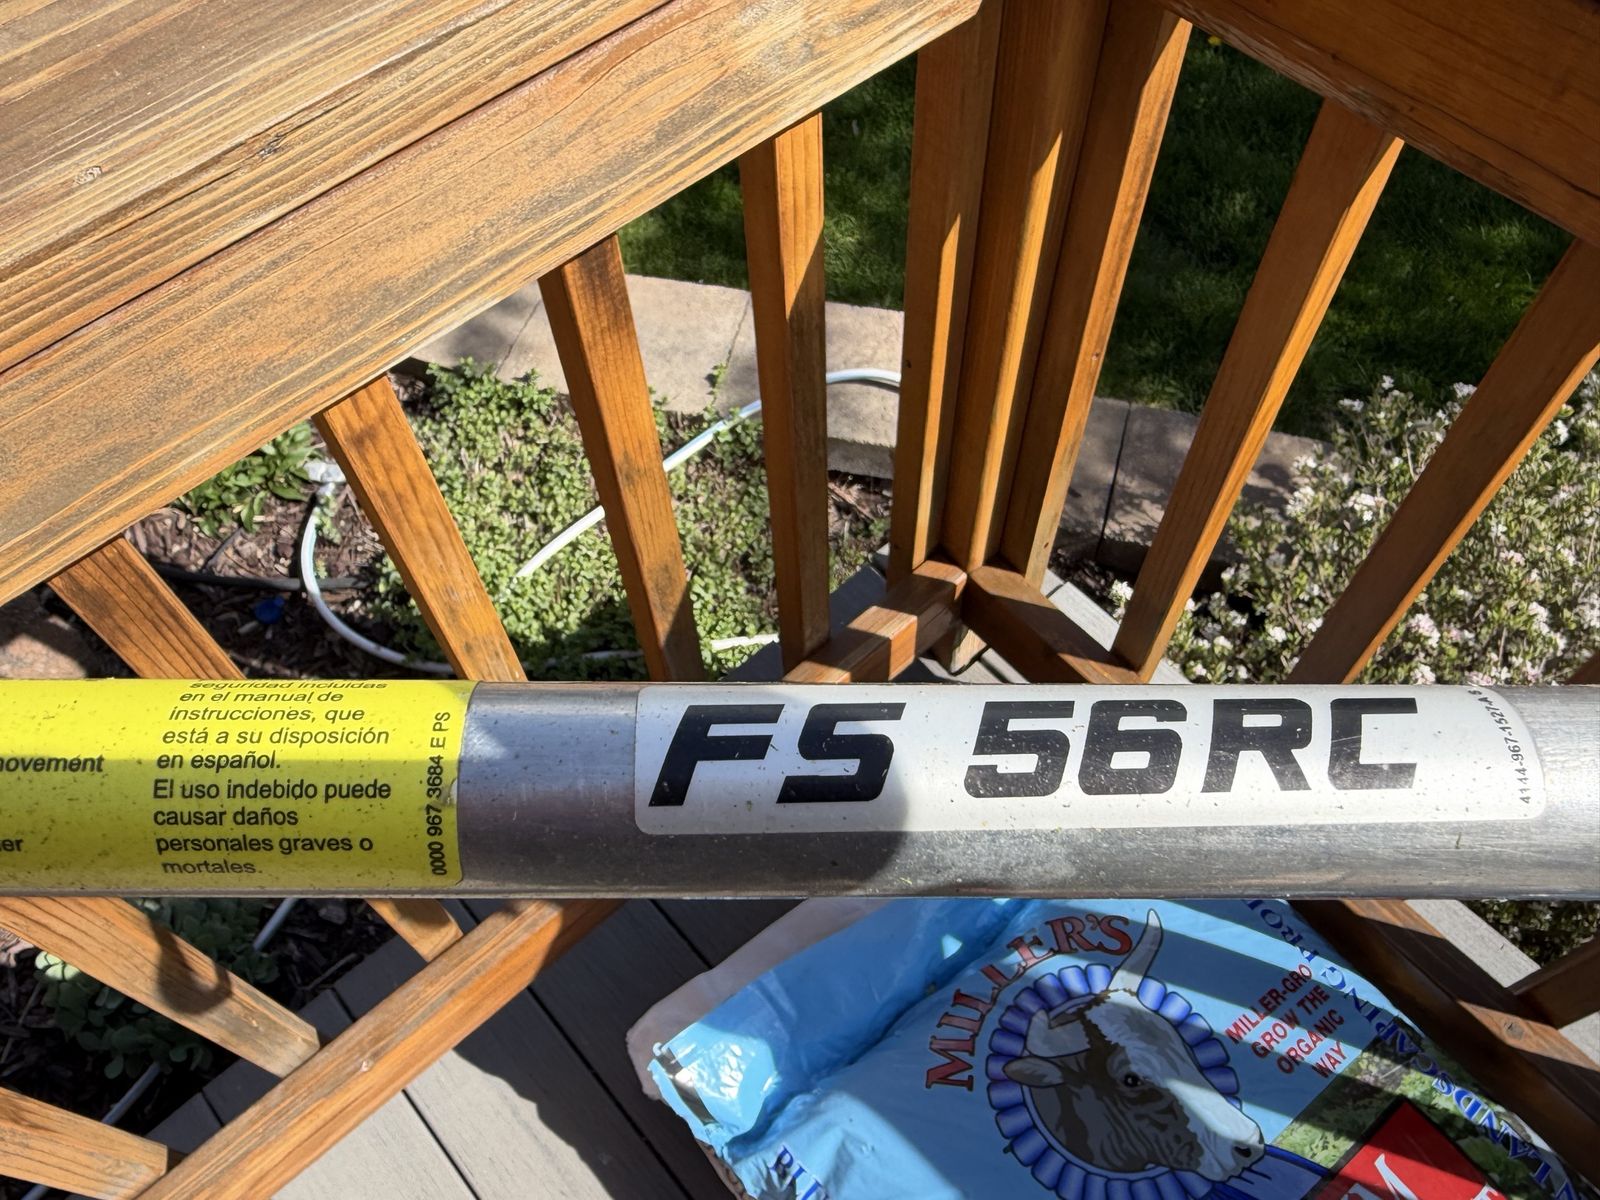 seguridad incluidas
en el manual de
instrucciones, que
está a su disposición
en español.
El uso indebido puede
causar daños
personales graves o
mortales.
0000 967 3684 E PS
FS 56RC
4144-967-1527-A S
MILLER'S
MILLER-GRO
GROW THE
ORGANIC
WAY